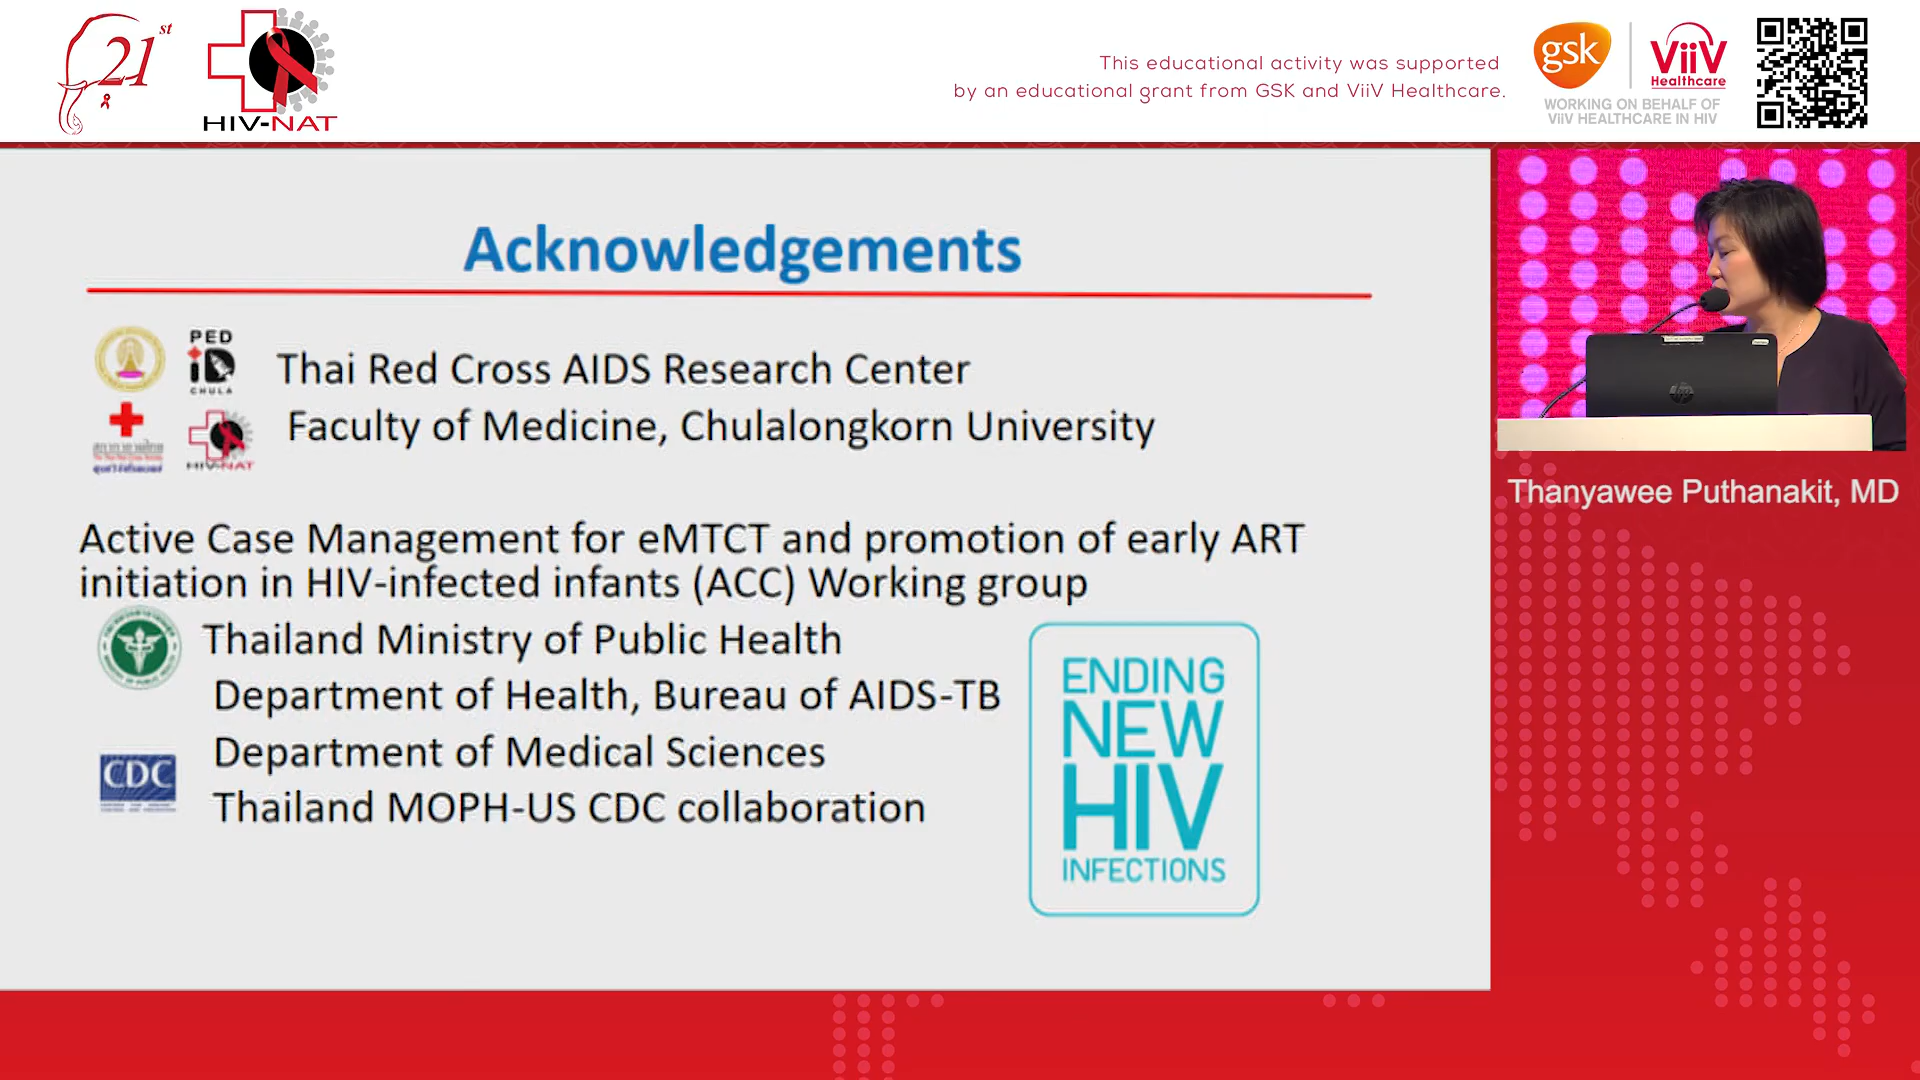 21st
HIV-NAT
This educational activity was supported
by an educational grant from GSK and ViiV Healthcare.
gsk
ViiV
Healthcare
WORKING ON BEHALF OF
ViiV HEALTHCARE IN HIV
Acknowledgements
PED
iD
CHULA
Thai Red Cross AIDS Research Center
Faculty of Medicine, Chulalongkorn University
HIV-NAT
Active Case Management for eMTCT and promotion of early ART
initiation in HIV-infected infants (ACC) Working group
Thailand Ministry of Public Health
Department of Health, Bureau of AIDS-TB
Department of Medical Sciences
CDC
Thailand MOPH-US CDC collaboration
ENDING
NEW
HIV
INFECTIONS
hp
Thanyawee Puthanakit, MD